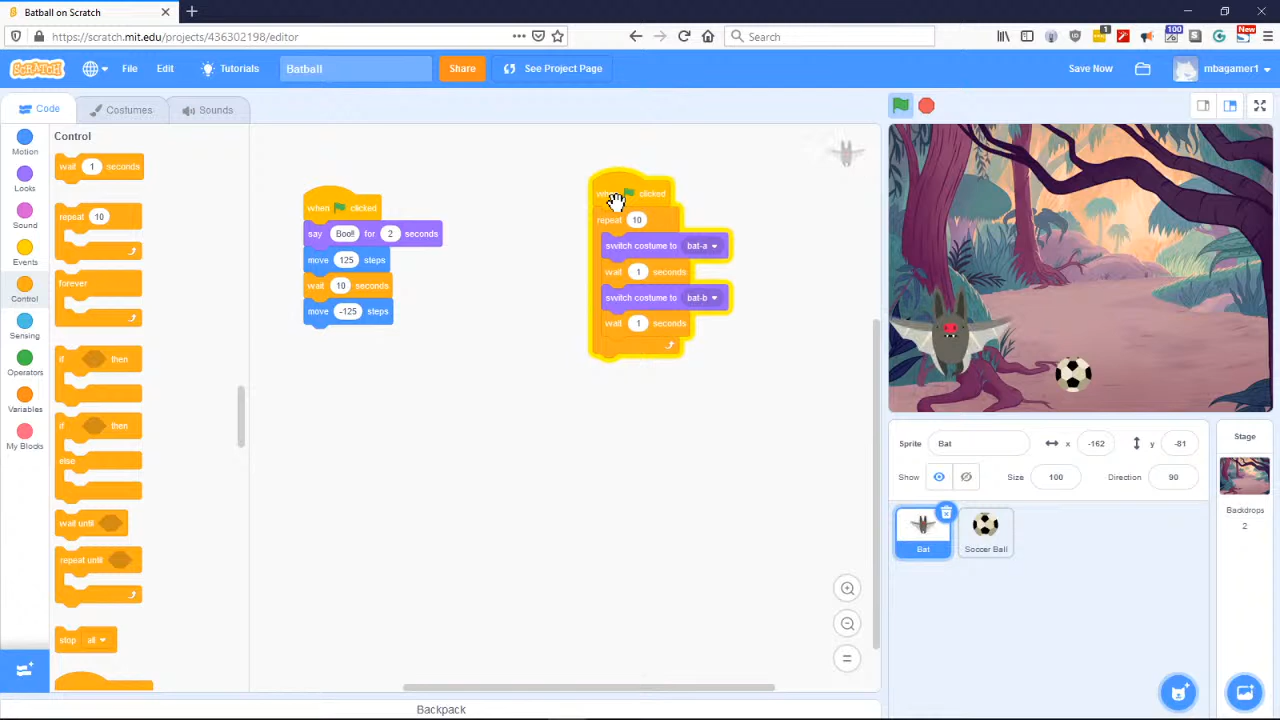 Batball on Scratch
https://scratch.mit.edu/projects/436302198/editor
Search
100
New
SCRATCH
File
Edit
Tutorials
Batball
Share
See Project Page
Save Now
mbagamer1
Code
Costumes
Sounds
Motion
Looks
Sound
Events
Control
Sensing
Operators
Variables
My Blocks
Control
wait 1 seconds
repeat 10
forever
if then
if then
else
wait until
repeat until
stop all
when clicked
say Boo!! for 2 seconds
move 125 steps
wait 10 seconds
move -125 steps
when clicked
repeat 10
switch costume to bat-a
wait 1 seconds
switch costume to bat-b
wait 1 seconds
Sprite Bat x -162 y -81
Show Size 100 Direction 90
Bat
Soccer Ball
Stage
Backdrops
2
Backpack